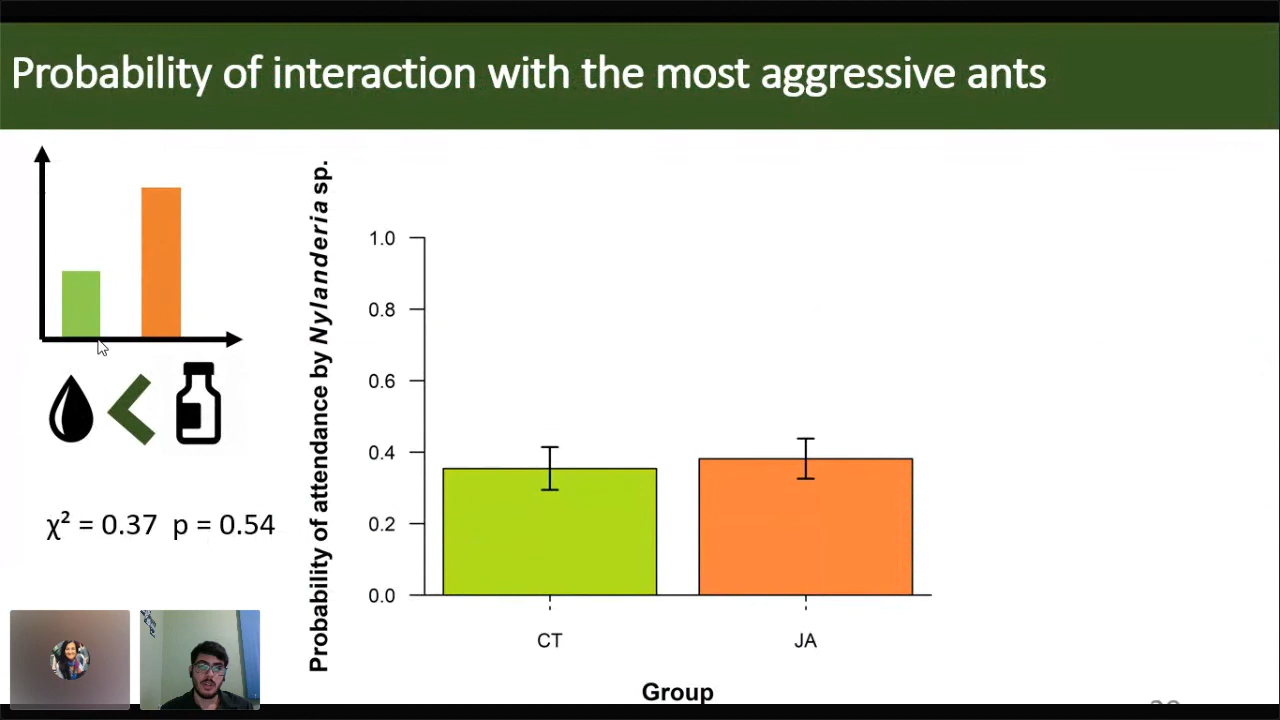 Probability of interaction with the most aggressive ants
χ² = 0.37 p = 0.54
Probability of attendance by Nylanderia sp.
1.0
0.8
0.6
0.4
0.2
0.0
CT JA
Group